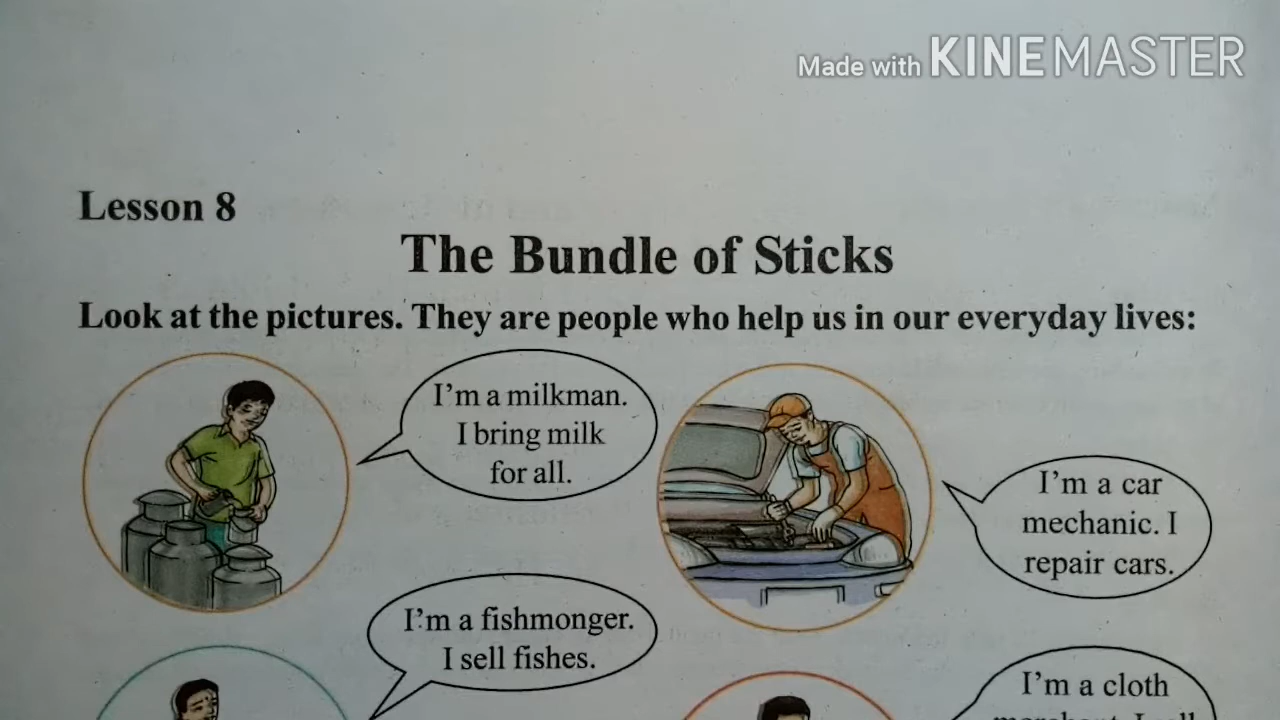 Made with KINEMASTER
Lesson 8
The Bundle of Sticks
Look at the pictures. They are people who help us in our everyday lives:
I'm a milkman.
I bring milk
for all.
I'm a car
mechanic. I
repair cars.
I'm a fishmonger.
I sell fishes.
I'm a cloth